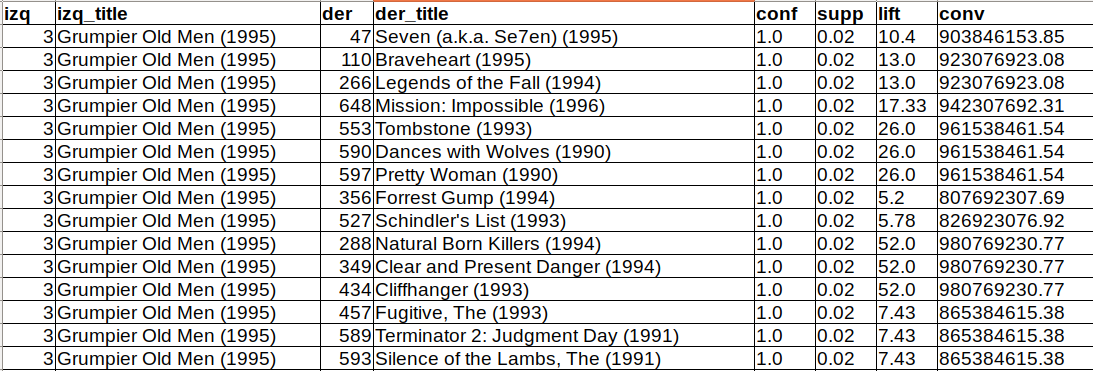 izq izq_title der der_title conf supp lift conv
3 Grumpier Old Men (1995) 47 Seven (a.k.a. Se7en) (1995) 1.0 0.02 10.4 903846153.85
3 Grumpier Old Men (1995) 110 Braveheart (1995) 1.0 0.02 13.0 923076923.08
3 Grumpier Old Men (1995) 266 Legends of the Fall (1994) 1.0 0.02 13.0 923076923.08
3 Grumpier Old Men (1995) 648 Mission: Impossible (1996) 1.0 0.02 17.33 942307692.31
3 Grumpier Old Men (1995) 553 Tombstone (1993) 1.0 0.02 26.0 961538461.54
3 Grumpier Old Men (1995) 590 Dances with Wolves (1990) 1.0 0.02 26.0 961538461.54
3 Grumpier Old Men (1995) 597 Pretty Woman (1990) 1.0 0.02 26.0 961538461.54
3 Grumpier Old Men (1995) 356 Forrest Gump (1994) 1.0 0.02 5.2 807692307.69
3 Grumpier Old Men (1995) 527 Schindler's List (1993) 1.0 0.02 5.78 826923076.92
3 Grumpier Old Men (1995) 288 Natural Born Killers (1994) 1.0 0.02 52.0 980769230.77
3 Grumpier Old Men (1995) 349 Clear and Present Danger (1994) 1.0 0.02 52.0 980769230.77
3 Grumpier Old Men (1995) 434 Cliffhanger (1993) 1.0 0.02 52.0 980769230.77
3 Grumpier Old Men (1995) 457 Fugitive, The (1993) 1.0 0.02 7.43 865384615.38
3 Grumpier Old Men (1995) 589 Terminator 2: Judgment Day (1991) 1.0 0.02 7.43 865384615.38
3 Grumpier Old Men (1995) 593 Silence of the Lambs, The (1991) 1.0 0.02 7.43 865384615.38